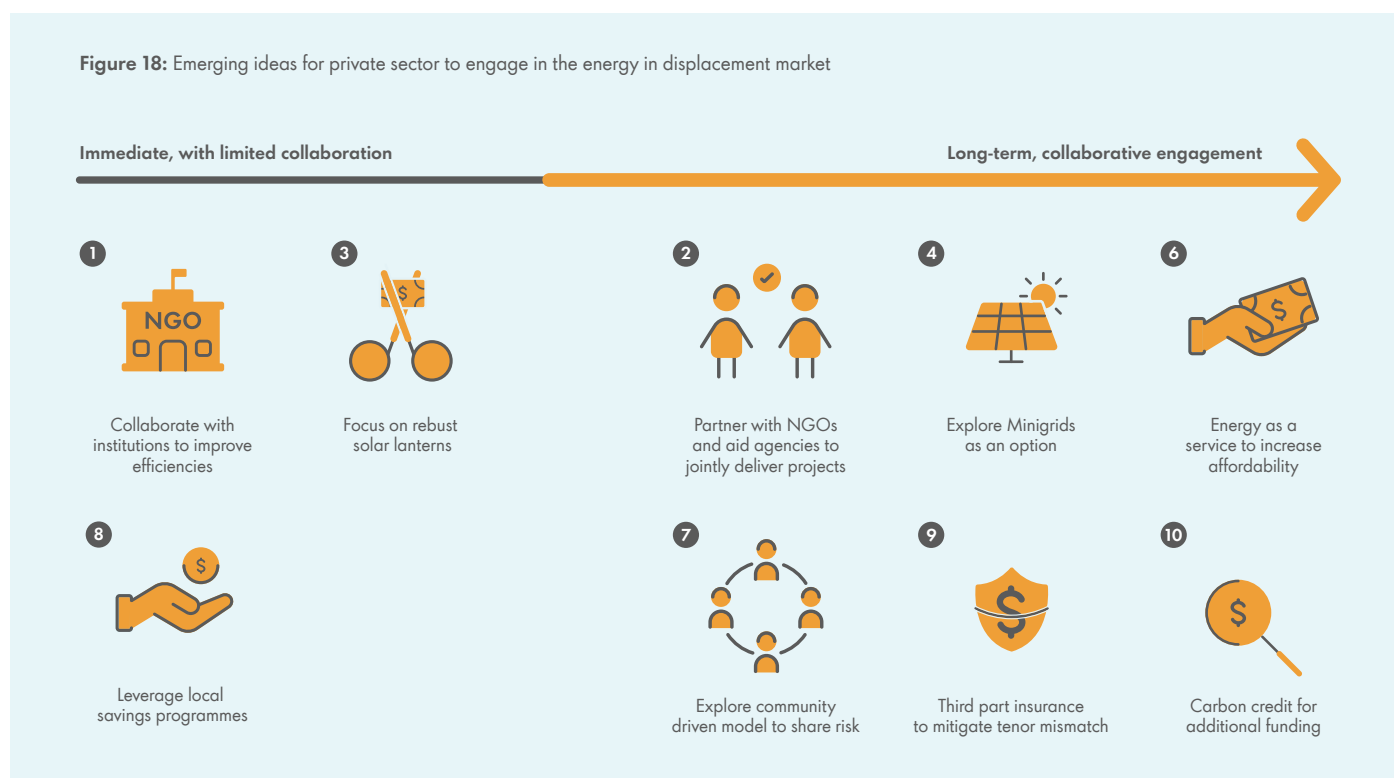 Figure 18: Emerging ideas for private sector to engage in the energy in displacement market
Immediate, with limited collaboration
Long-term, collaborative engagement
1
NGO
Collaborate with
institutions to improve
efficiencies
3
$
Focus on rebust
solar lanterns
2
Partner with NGOs
and aid agencies to
jointly deliver projects
4
Explore Minigrids
as an option
6
$
Energy as a
service to increase
affordability
8
$
Leverage local
savings programmes
7
Explore community
driven model to share risk
9
$
Third part insurance
to mitigate tenor mismatch
10
$
Carbon credit for
additional funding